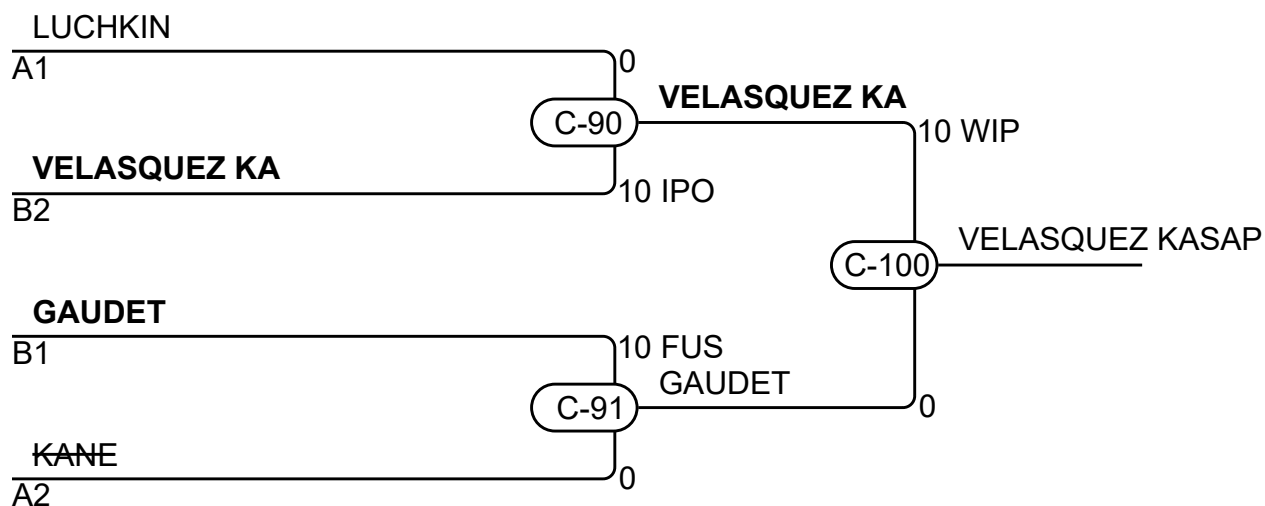 LUCHKIN
A1
0
C-90
VELASQUEZ KA
10 WIP
VELASQUEZ KA
B2
10 IPO
C-100
VELASQUEZ KASAP
GAUDET
B1
10 FUS
GAUDET
C-91
0
KANE
A2
0